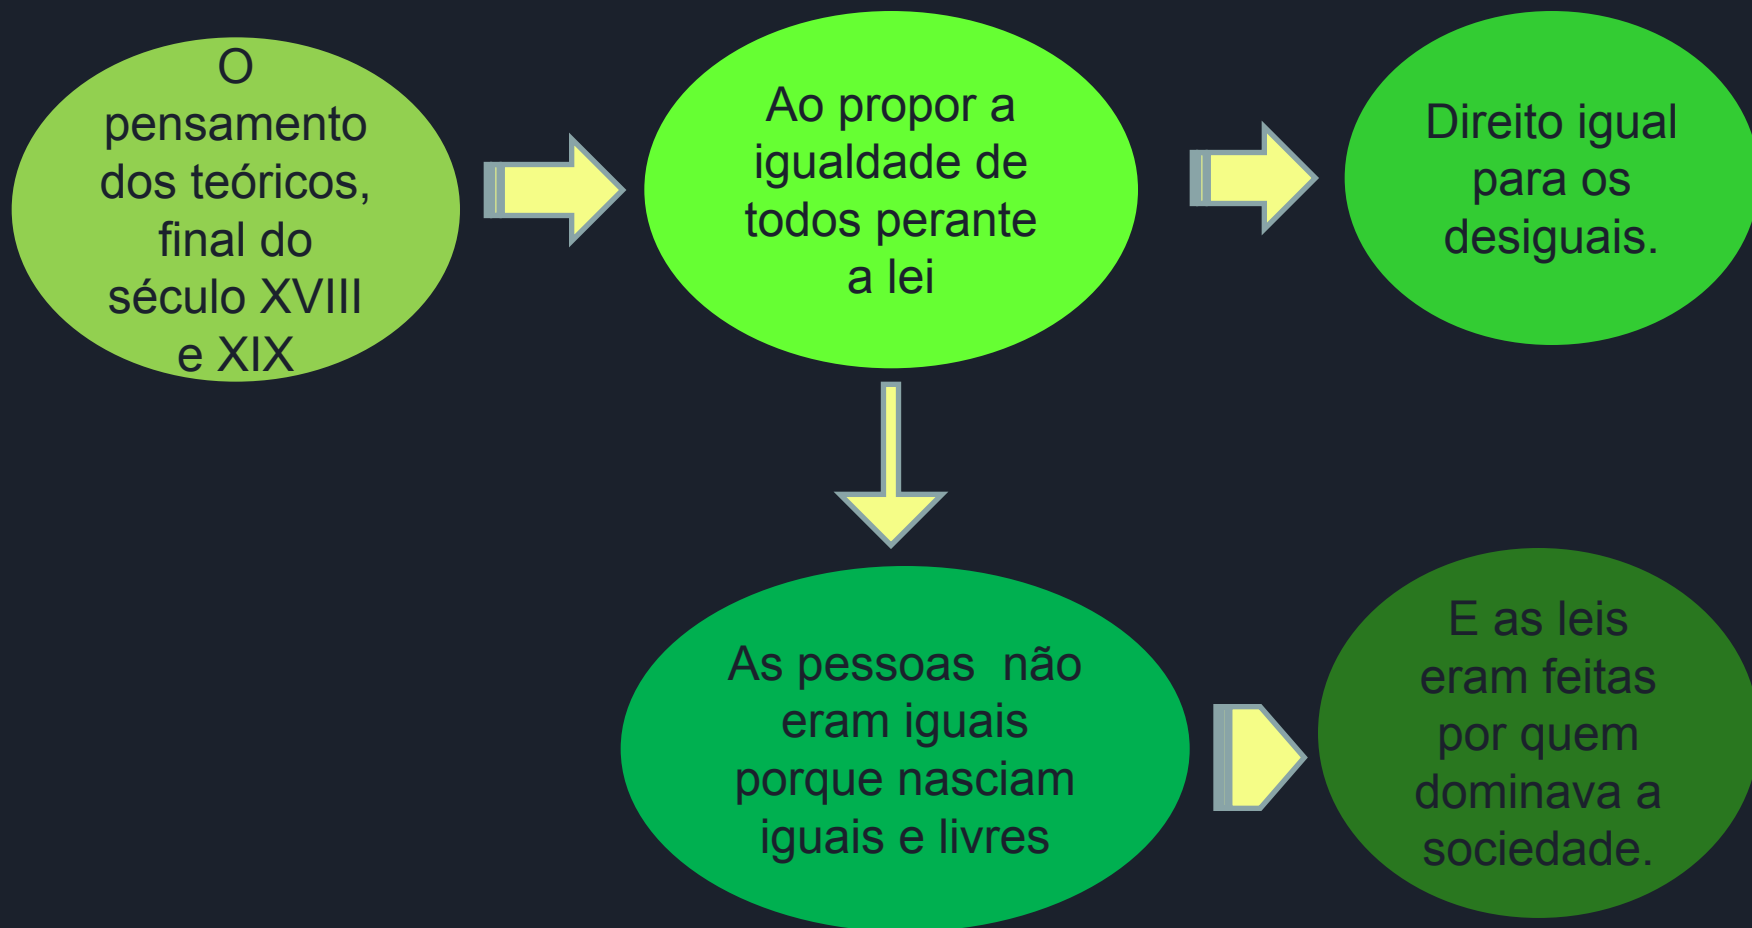 O
pensamento
dos teóricos,
final do
século XVIII
e XIX
Ao propor a
igualdade de
todos perante
a lei
Direito igual
para os
desiguais.
As pessoas  não
eram iguais
porque nasciam
iguais e livres
E as leis
eram feitas
por quem
dominava a
sociedade.